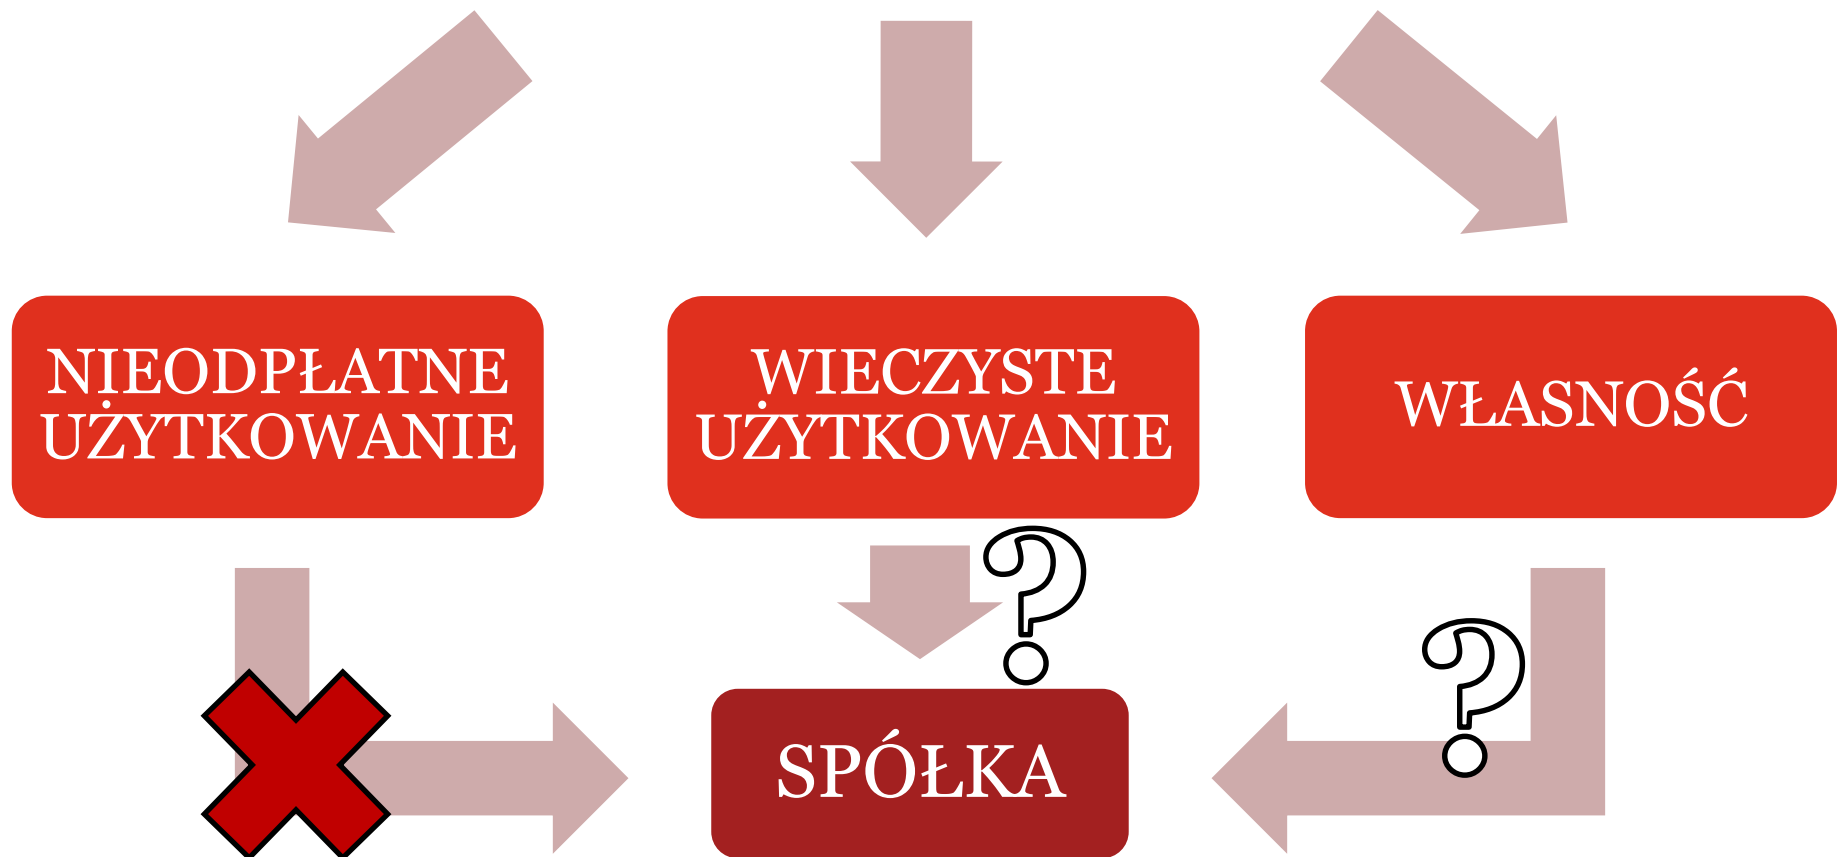 NIEODPŁATNE
UŻYTKOWANIE
WIECZYSTE
UŻYTKOWANIE
WŁASNOŚĆ
?
?
SPÓŁKA